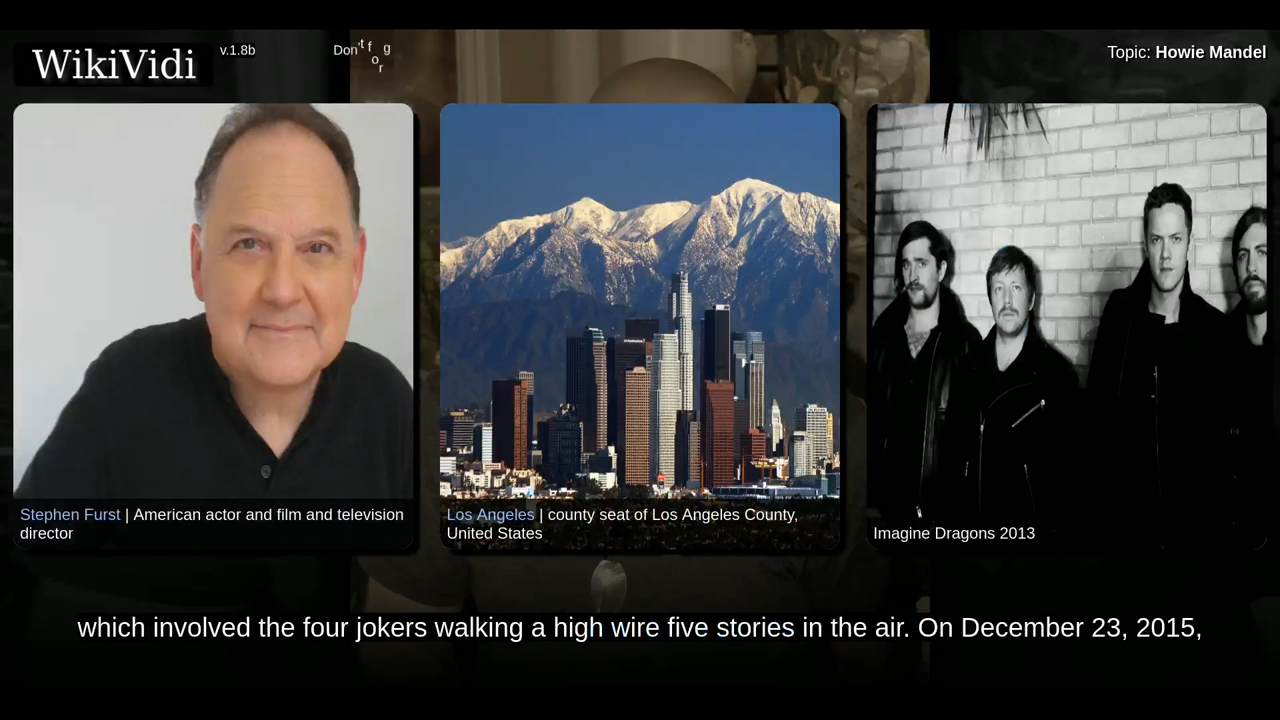 WikiVidi
v.1.8b
Don't forg
Topic: Howie Mandel
Stephen Furst | American actor and film and television
director
Los Angeles | county seat of Los Angeles County,
United States
Imagine Dragons 2013
which involved the four jokers walking a high wire five stories in the air. On December 23, 2015,